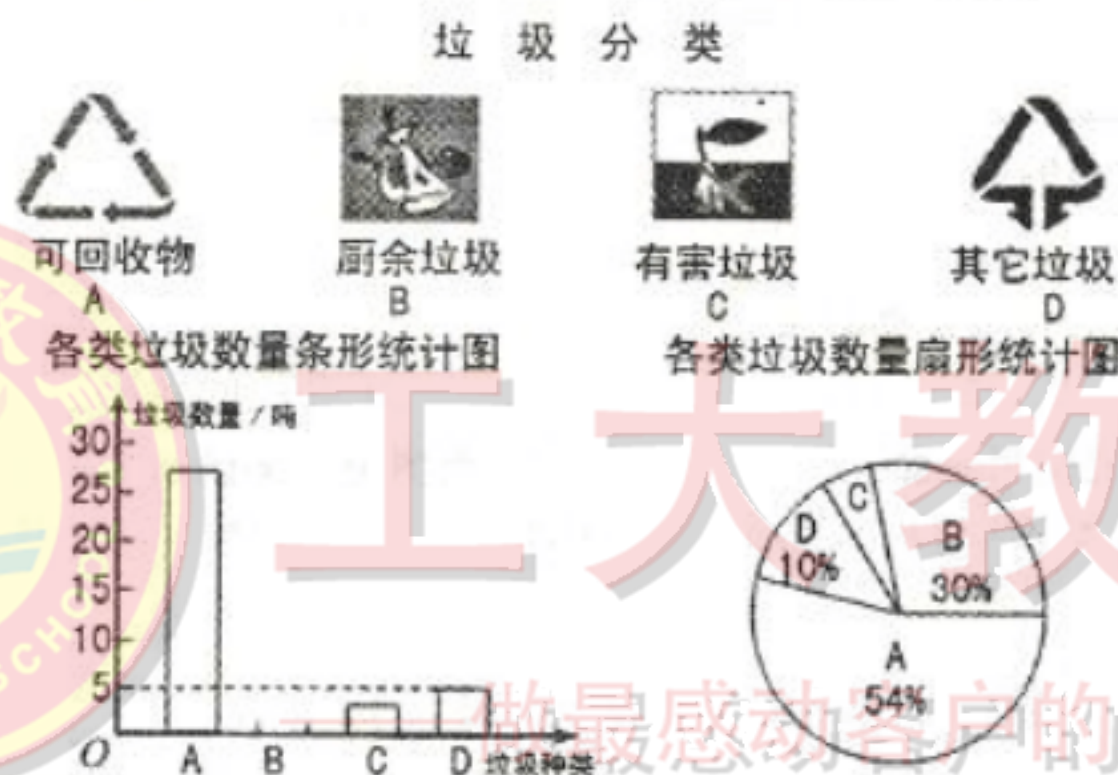 垃圾分类
可回收物 厨余垃圾 有害垃圾 其它垃圾
A B C D
各类垃圾数量条形统计图 各类垃圾数量扇形统计图
垃圾数量/吨
30
25
20
15
10
5
O A B C D 垃圾种类
C
D
10%
B
30%
A
54%
工大教
SCHOO
——做最感动客户的